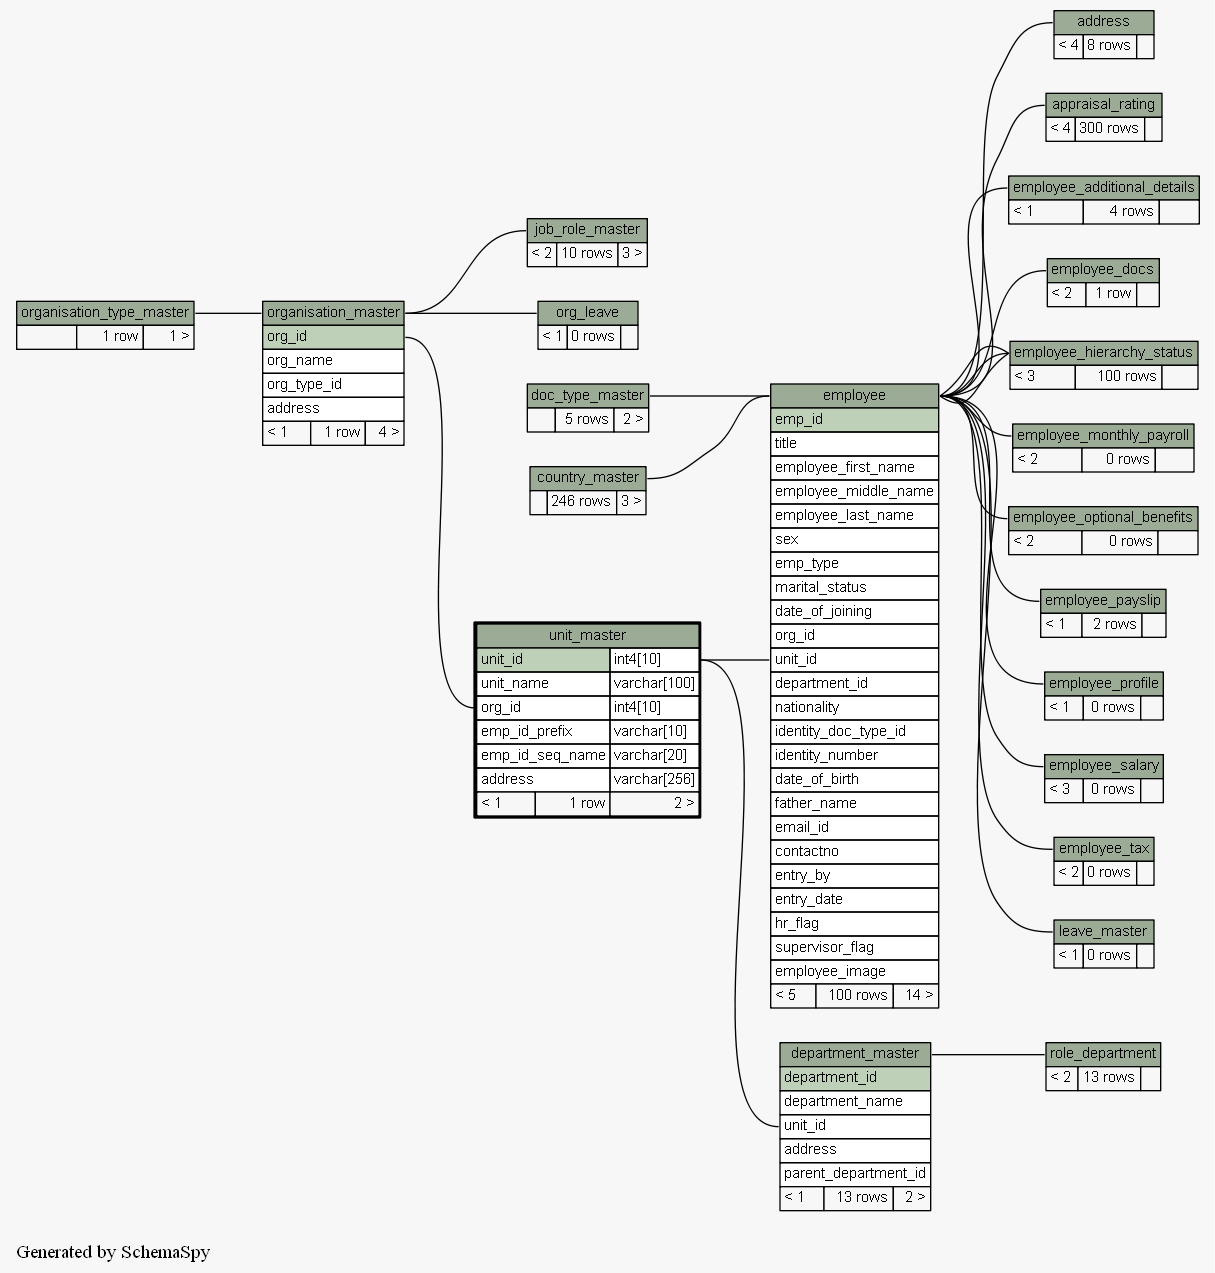 address
< 4 8 rows
appraisal_rating
< 4 300 rows
employee_additional_details
< 1 4 rows
job_role_master
< 2 10 rows 3 >
employee_docs
< 2 1 row
organisation_type_master
1 row 1 >
organisation_master
org_id
org_name
org_type_id
address
< 1 1 row 4 >
org_leave
< 1 0 rows
employee_hierarchy_status
< 3 100 rows
doc_type_master
5 rows 2 >
country_master
246 rows 3 >
employee
emp_id
title
employee_first_name
employee_middle_name
employee_last_name
sex
emp_type
marital_status
date_of_joining
org_id
unit_id
department_id
nationality
identity_doc_type_id
identity_number
date_of_birth
father_name
email_id
contactno
entry_by
entry_date
hr_flag
supervisor_flag
employee_image
< 5 100 rows 14 >
employee_monthly_payroll
< 2 0 rows
employee_optional_benefits
< 2 0 rows
employee_payslip
< 1 2 rows
unit_master
unit_id int4[10]
unit_name varchar[100]
org_id int4[10]
emp_id_prefix varchar[10]
emp_id_seq_name varchar[20]
address varchar[256]
< 1 1 row 2 >
employee_profile
< 1 0 rows
employee_salary
< 3 0 rows
employee_tax
< 2 0 rows
leave_master
< 1 0 rows
department_master
department_id
department_name
unit_id
address
parent_department_id
< 1 13 rows 2 >
role_department
< 2 13 rows
Generated by SchemaSpy